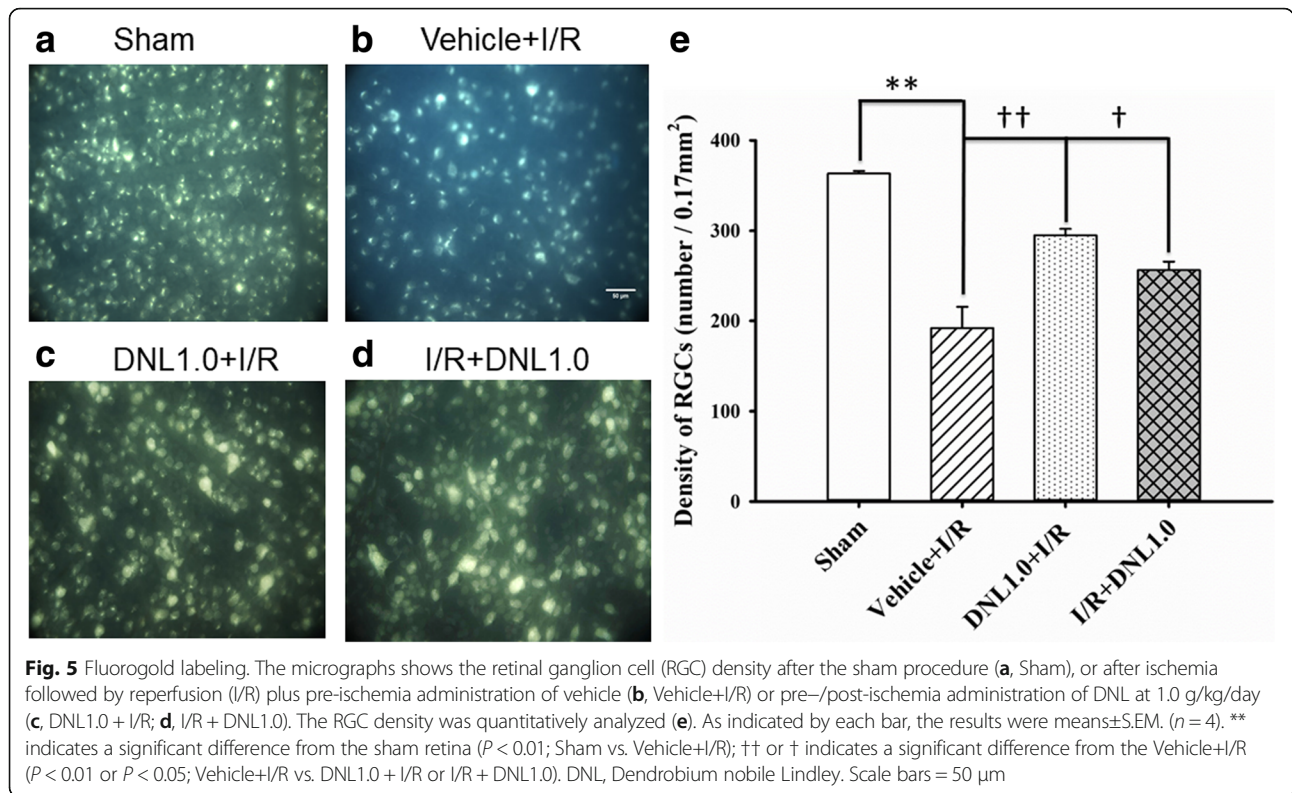 a Sham
b Vehicle+I/R
50 µm
c DNL1.0+I/R
d I/R+DNL1.0
e
**
††
†
Density of RGCs (number / 0.17mm²)
400
300
200
100
0
Sham
Vehicle+I/R
DNL1.0+I/R
I/R+DNL1.0
Fig. 5 Fluorogold labeling. The micrographs shows the retinal ganglion cell (RGC) density after the sham procedure (a, Sham), or after ischemia
followed by reperfusion (I/R) plus pre-ischemia administration of vehicle (b, Vehicle+I/R) or pre–/post-ischemia administration of DNL at 1.0 g/kg/day
(c, DNL1.0 + I/R; d, I/R + DNL1.0). The RGC density was quantitatively analyzed (e). As indicated by each bar, the results were means±S.EM. (n = 4). **
indicates a significant difference from the sham retina (P < 0.01; Sham vs. Vehicle+I/R); †† or † indicates a significant difference from the Vehicle+I/R
(P < 0.01 or P < 0.05; Vehicle+I/R vs. DNL1.0 + I/R or I/R + DNL1.0). DNL, Dendrobium nobile Lindley. Scale bars = 50 μm